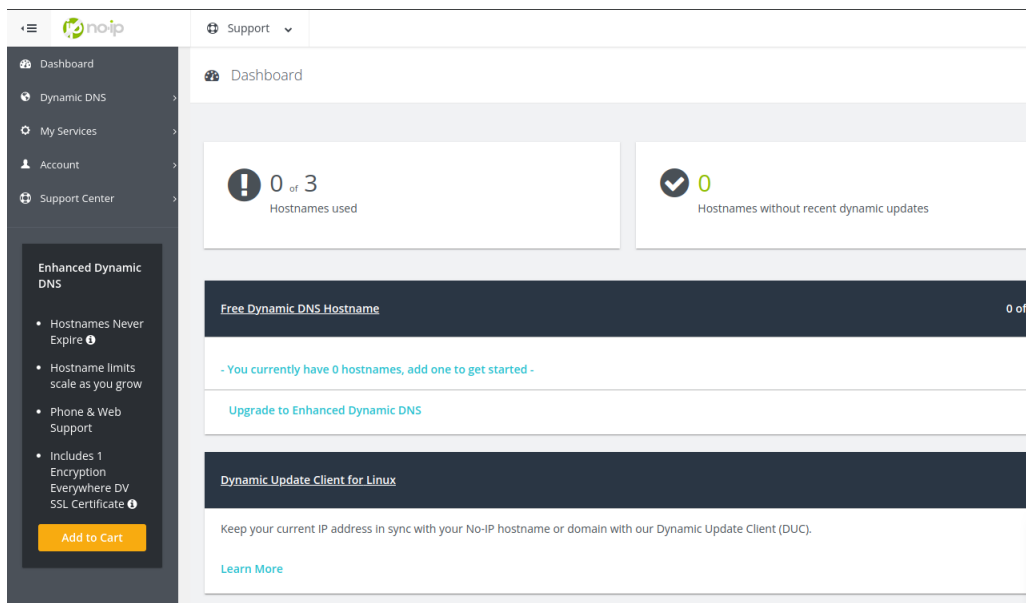 no-ip
Support
Dashboard
Dynamic DNS
My Services
Account
Support Center
Enhanced Dynamic
DNS
• Hostnames Never
Expire
• Hostname limits
scale as you grow
• Phone & Web
Support
• Includes 1
Encryption
Everywhere DV
SSL Certificate
Add to Cart
Dashboard
0 of 3
Hostnames used
0
Hostnames without recent dynamic updates
Free Dynamic DNS Hostname 0 of
- You currently have 0 hostnames, add one to get started -
Upgrade to Enhanced Dynamic DNS
Dynamic Update Client for Linux
Keep your current IP address in sync with your No-IP hostname or domain with our Dynamic Update Client (DUC).
Learn More